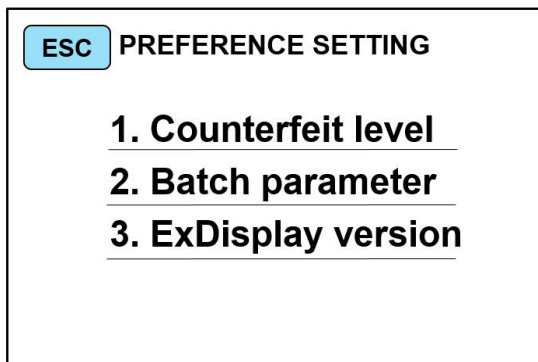 ESC PREFERENCE SETTING
1. Counterfeit level
2. Batch parameter
3. ExDisplay version